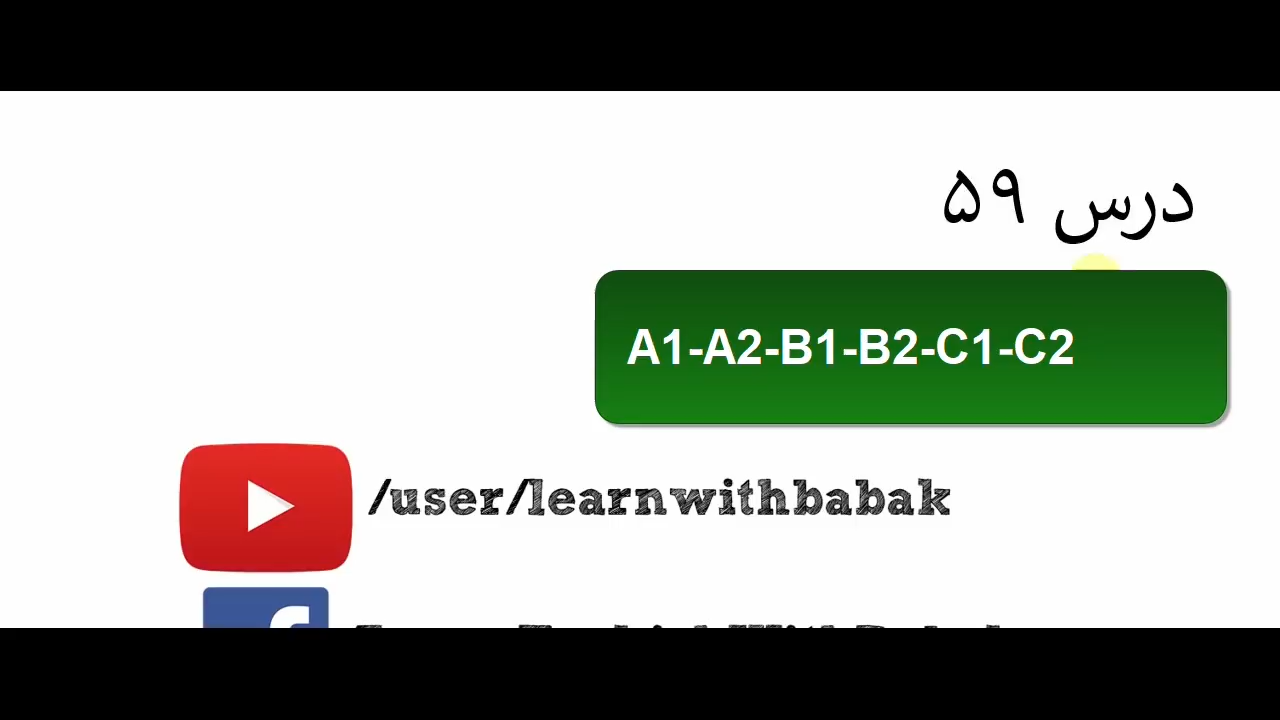 درس ۵۹
A1-A2-B1-B2-C1-C2
/user/learnwithbabak